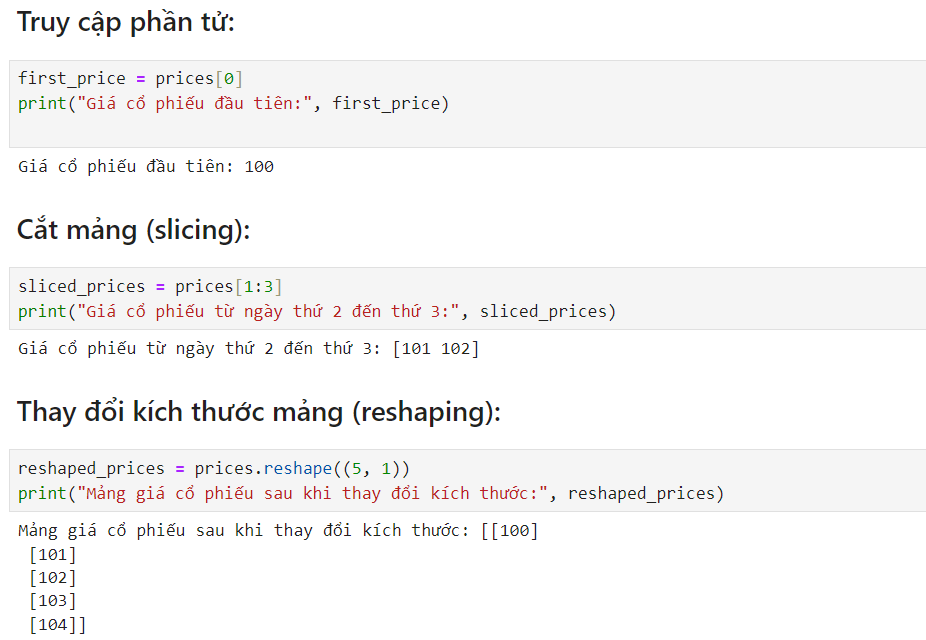 Truy cập phần tử:
first_price = prices[0]
print("Giá cổ phiếu đầu tiên:", first_price)
Giá cổ phiếu đầu tiên: 100
Cắt mảng (slicing):
sliced_prices = prices[1:3]
print("Giá cổ phiếu từ ngày thứ 2 đến thứ 3:", sliced_prices)
Giá cổ phiếu từ ngày thứ 2 đến thứ 3: [101 102]
Thay đổi kích thước mảng (reshaping):
reshaped_prices = prices.reshape((5, 1))
print("Mảng giá cổ phiếu sau khi thay đổi kích thước:", reshaped_prices)
Mảng giá cổ phiếu sau khi thay đổi kích thước: [[100]
 [101]
 [102]
 [103]
 [104]]